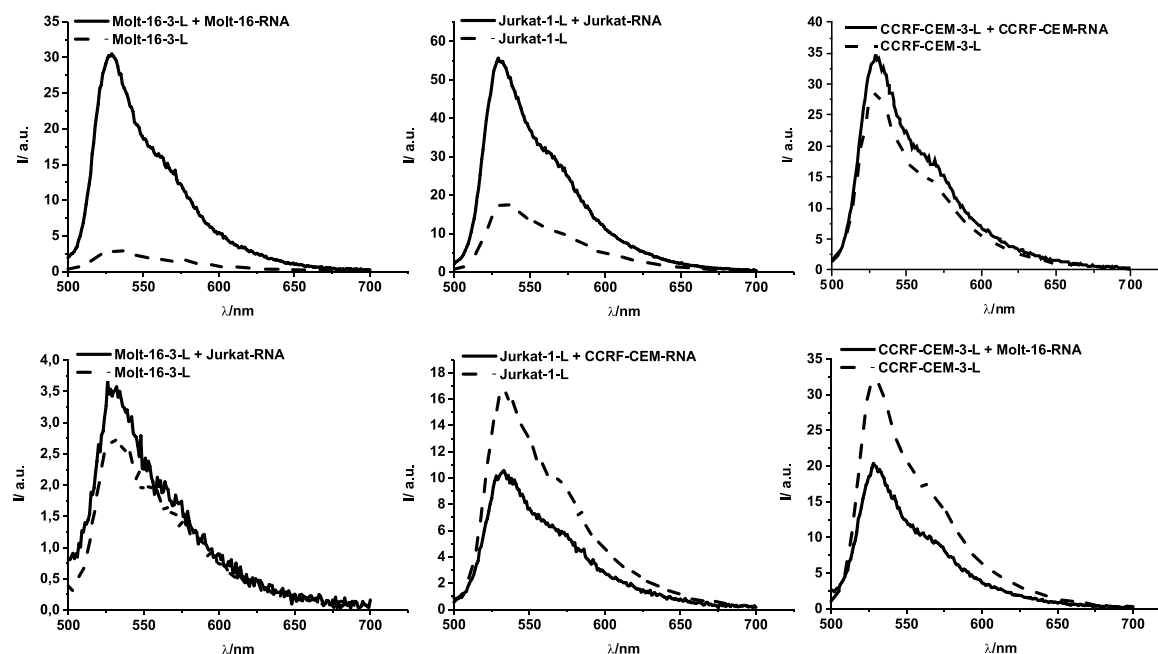 Molt-16-3-L + Molt-16-RNA
Molt-16-3-L
35
30
25
20
15
10
5
0
I/ a.u.
500 550 600 650 700
λ/nm
Jurkat-1-L + Jurkat-RNA
Jurkat-1-L
60
50
40
30
20
10
0
I/ a.u.
500 550 600 650 700
λ/nm
CCRF-CEM-3-L + CCRF-CEM-RNA
CCRF-CEM-3-L
40
35
30
25
20
15
10
5
0
I/ a.u.
500 550 600 650 700
λ/nm
Molt-16-3-L + Jurkat-RNA
Molt-16-3-L
4,0
3,5
3,0
2,5
2,0
1,5
1,0
0,5
0,0
I/ a.u.
500 550 600 650 700
λ/nm
Jurkat-1-L + CCRF-CEM-RNA
Jurkat-1-L
18
16
14
12
10
8
6
4
2
0
I/ a.u.
500 550 600 650 700
λ/nm
CCRF-CEM-3-L + Molt-16-RNA
CCRF-CEM-3-L
35
30
25
20
15
10
5
0
I/ a.u.
500 550 600 650 700
λ/nm